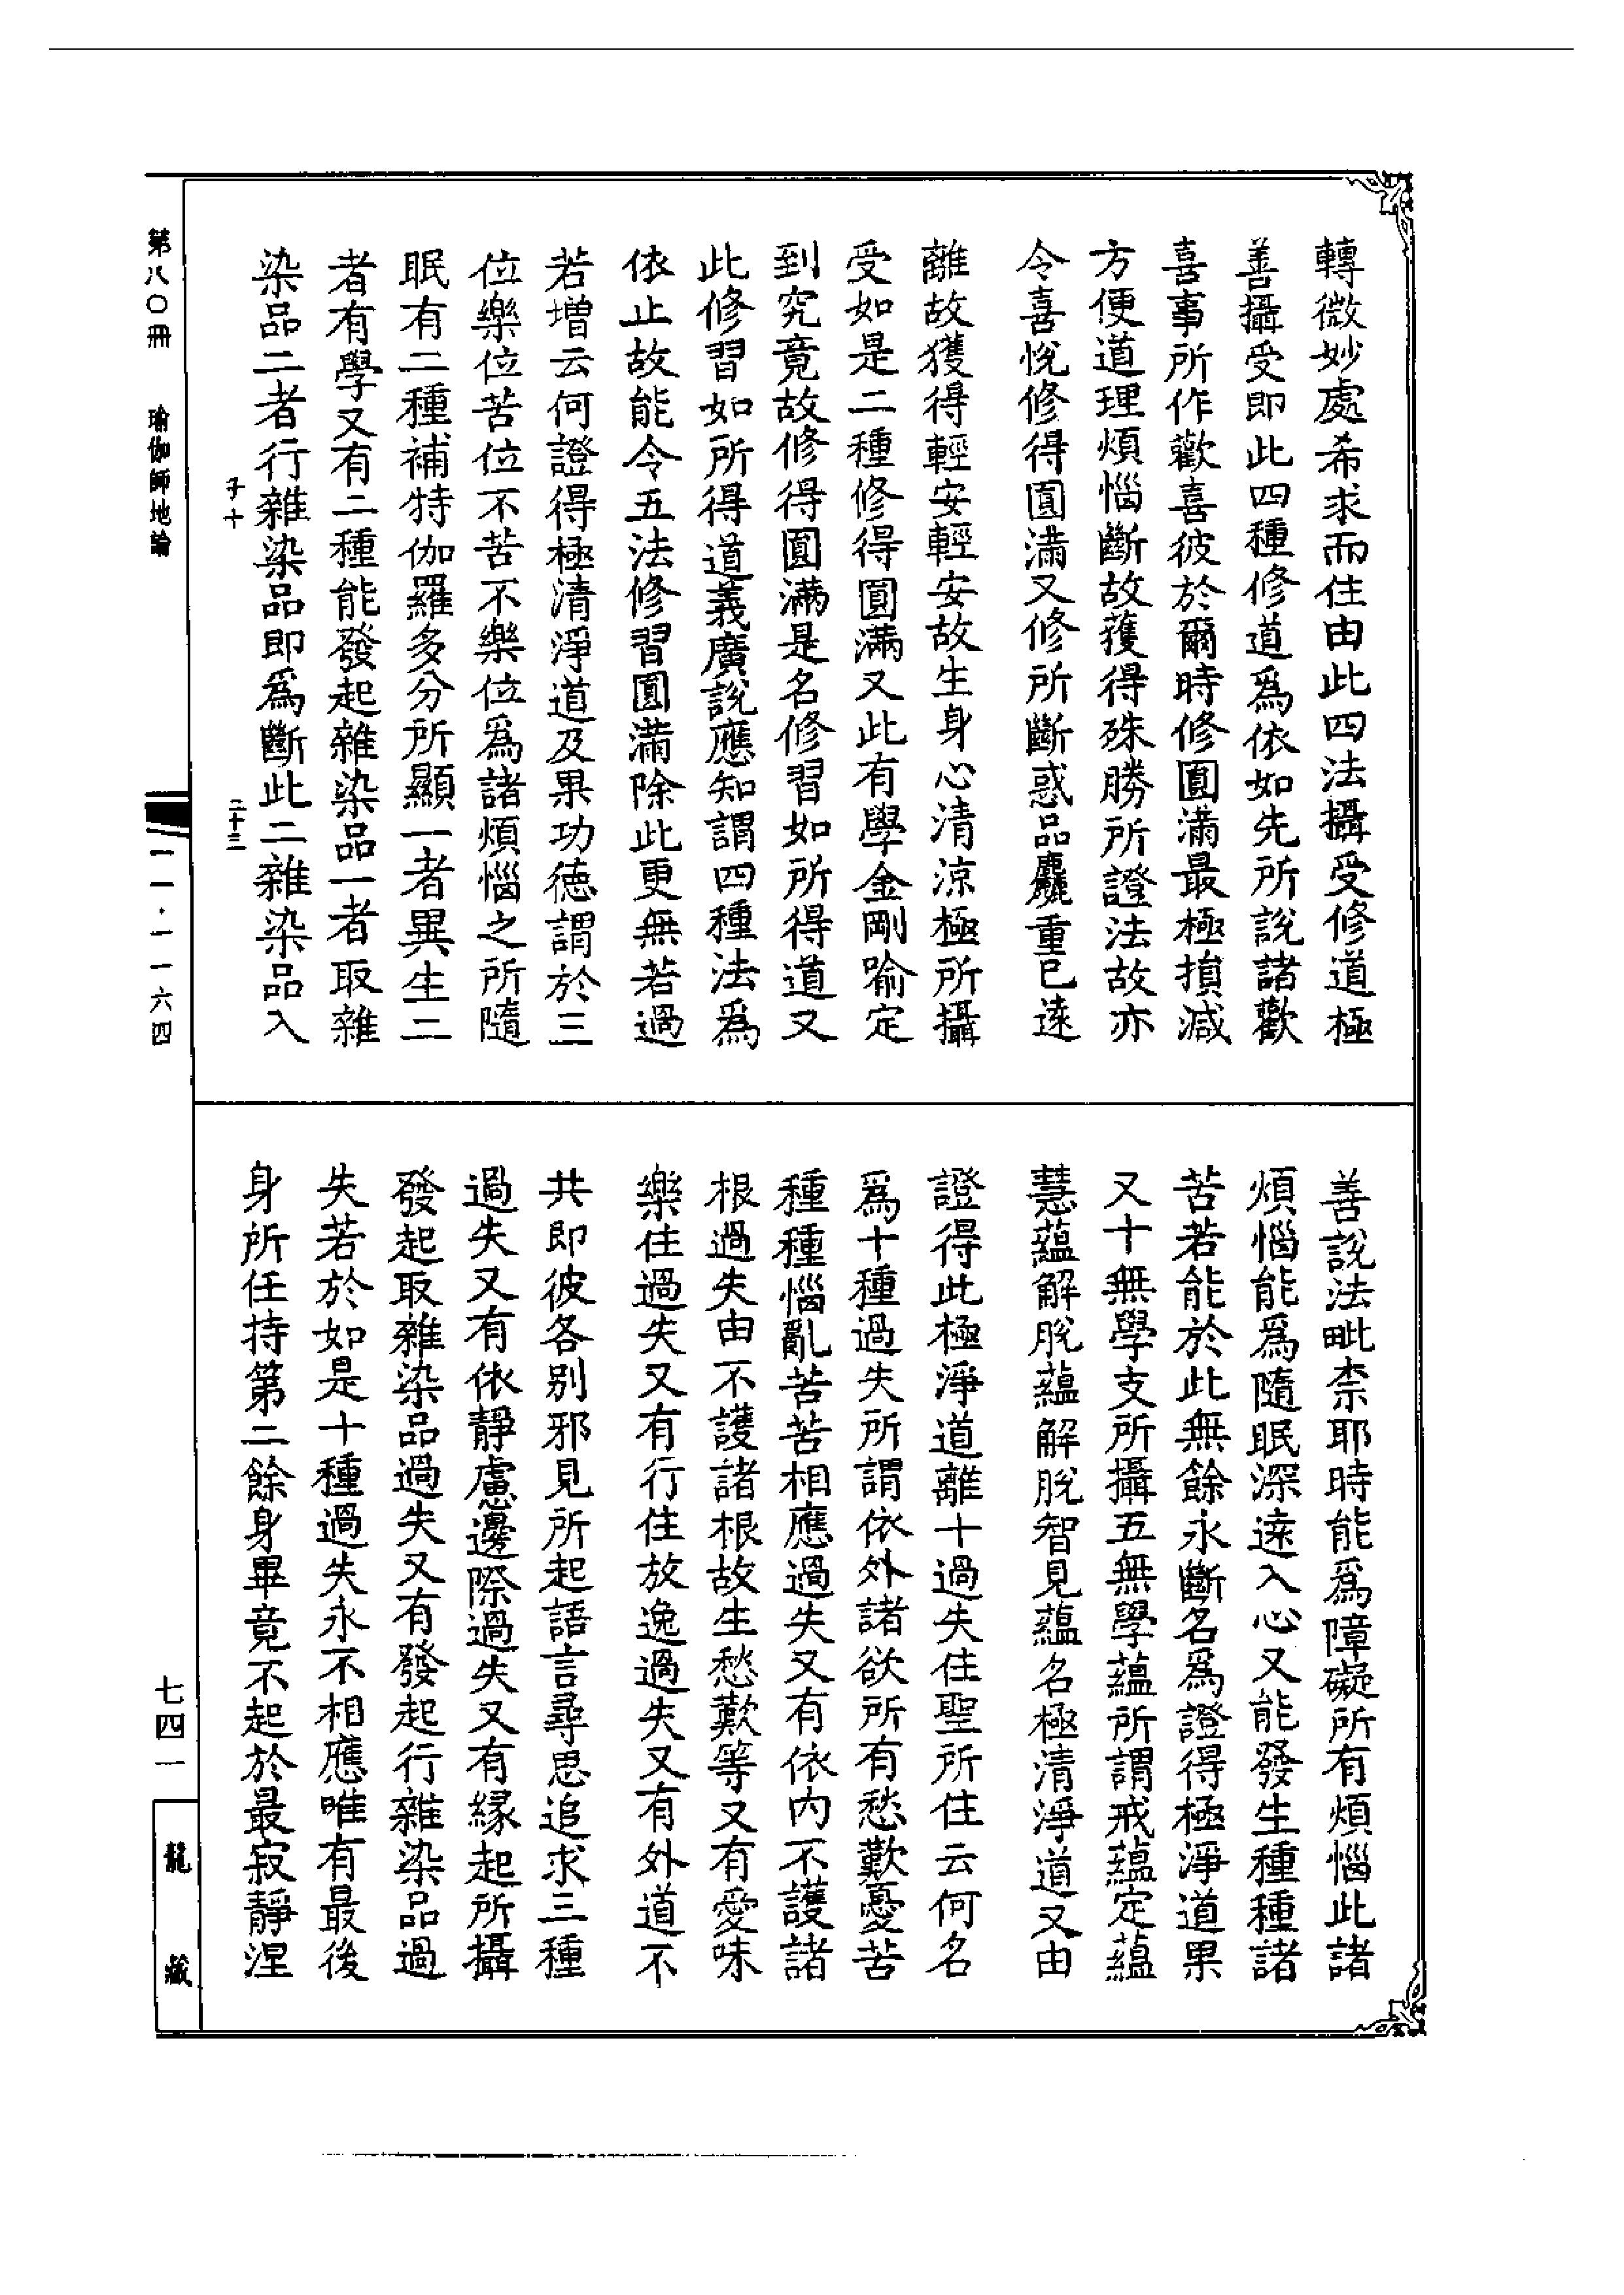 轉微妙處希求而住由此四法攝受修道極
善攝受即此四種修道爲依如先所說諸歡
喜事所作歡喜彼於爾時修圓滿最極損減
方便道理煩惱斷故獲得殊勝所證法故亦
令喜悅修得圓滿又修所斷惑品麤重已遠
離故獲得輕安輕安故生身心清涼極所攝
受如是二種修得圓滿又此有學金剛喻定
到究竟故修得圓滿是名修習如所得道又
此修習如所得道義廣說應知謂四種法爲
依止故能令五法修習圓滿除此更無若過
若增云何證得極清淨道及果功德謂於三
位樂位苦位不苦不樂位爲諸煩惱之所隨
眠有二種補特伽羅多分所顯一者異生二
者有學又有二種能發起雜染品一者取雜
染品二者行雜染品即爲斷此二雜染品入
子十
二十三
善說法毗柰耶時能爲障礙所有煩惱此諸
煩惱能爲隨眠深遠入心又能發生種種諸
苦若能於此無餘永斷名爲證得極淨道果
又十無學支所攝五無學蘊所謂戒蘊定蘊
慧蘊解脫蘊解脫智見蘊名極清淨道又由
證得此極淨道離十過失住聖所住云何名
爲十種過失所謂依外諸欲所有愁歎憂苦
種種惱亂苦苦相應過失又有依內不護諸
根過失由不護諸根故生愁歎等又有愛味
樂住過失又有行住放逸過失又有外道不
共即彼各別邪見所起語言尋思追求三種
過失又有依靜慮邊際過失又有緣起所攝
發起取雜染品過失又有發起行雜染品過
失若於如是十種過失永不相應唯有最後
身所任持第二餘身畢竟不起於最寂靜涅
第八〇冊
瑜伽師地論
一一·一一六四
七四一
龍藏